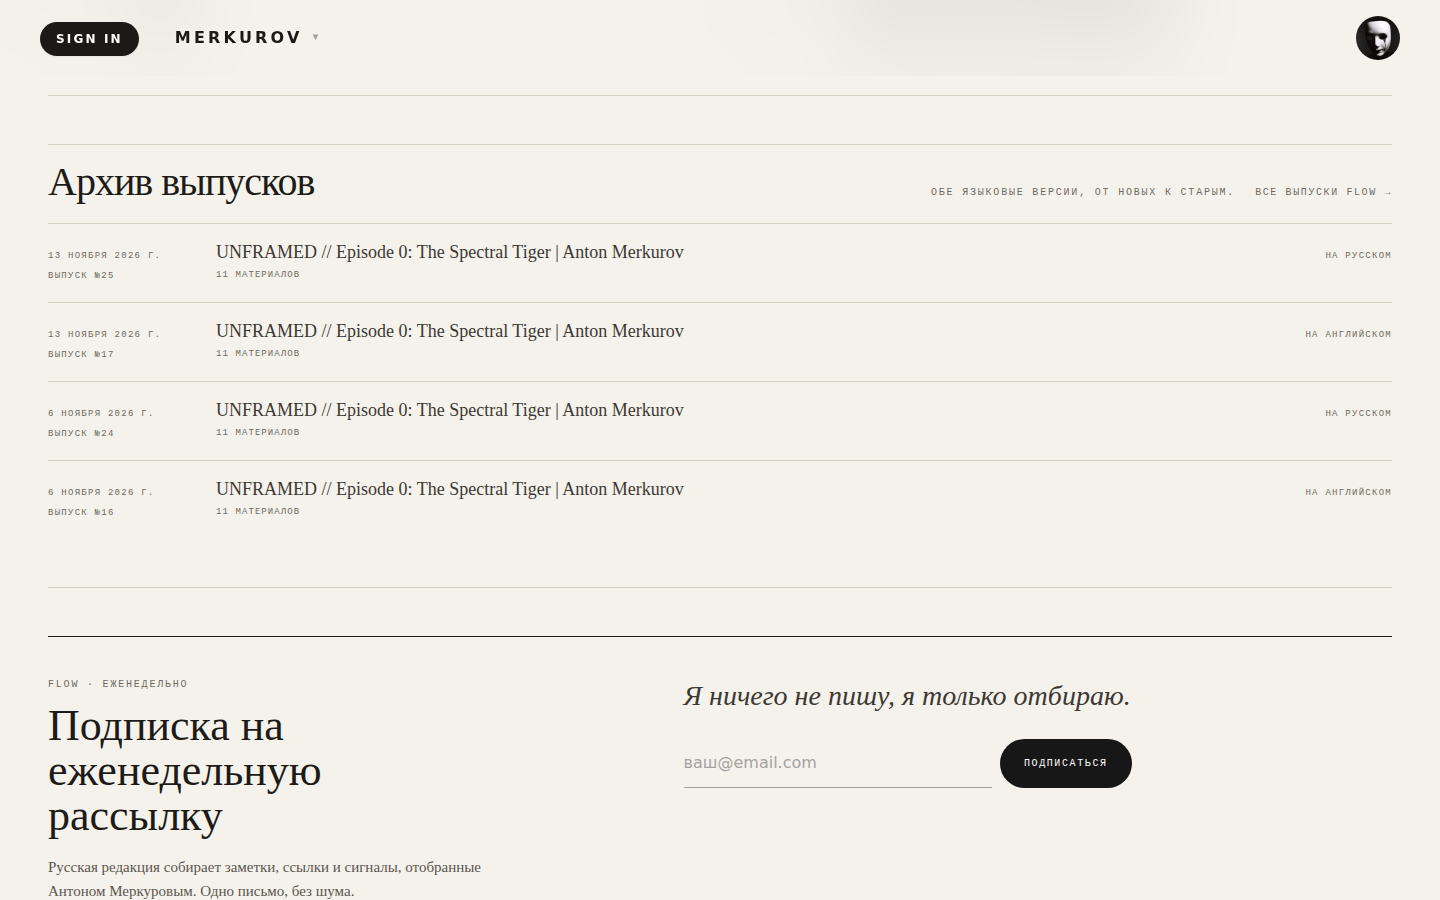 SIGN IN
MERKUROV ▼
Архив выпусков
ОБЕ ЯЗЫКОВЫЕ ВЕРСИИ, ОТ НОВЫХ К СТАРЫМ. ВСЕ ВЫПУСКИ FLOW →
13 НОЯБРЯ 2026 Г.
ВЫПУСК №25
UNFRAMED // Episode 0: The Spectral Tiger | Anton Merkurov
11 МАТЕРИАЛОВ
НА РУССКОМ
13 НОЯБРЯ 2026 Г.
ВЫПУСК №17
UNFRAMED // Episode 0: The Spectral Tiger | Anton Merkurov
11 МАТЕРИАЛОВ
НА АНГЛИЙСКОМ
6 НОЯБРЯ 2026 Г.
ВЫПУСК №24
UNFRAMED // Episode 0: The Spectral Tiger | Anton Merkurov
11 МАТЕРИАЛОВ
НА РУССКОМ
6 НОЯБРЯ 2026 Г.
ВЫПУСК №16
UNFRAMED // Episode 0: The Spectral Tiger | Anton Merkurov
11 МАТЕРИАЛОВ
НА АНГЛИЙСКОМ
FLOW · ЕЖЕНЕДЕЛЬНО
Подписка на
еженедельную
рассылку
Русская редакция собирает заметки, ссылки и сигналы, отобранные
Антоном Меркуровым. Одно письмо, без шума.
Я ничего не пишу, я только отбираю.
ваш@email.com
ПОДПИСАТЬСЯ